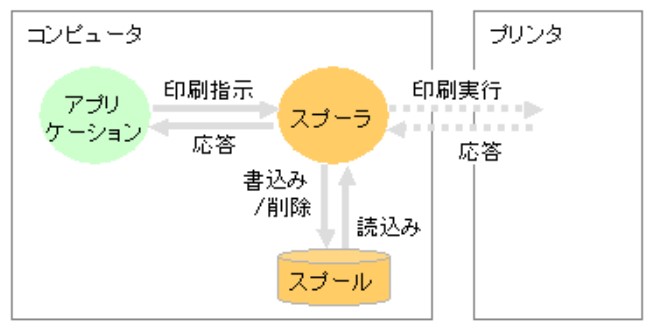 コンピュータ
プリンタ
アプリ
ケーション
印刷指示
応答
スプーラ
印刷実行
応答
書込み
/削除
読込み
スプール